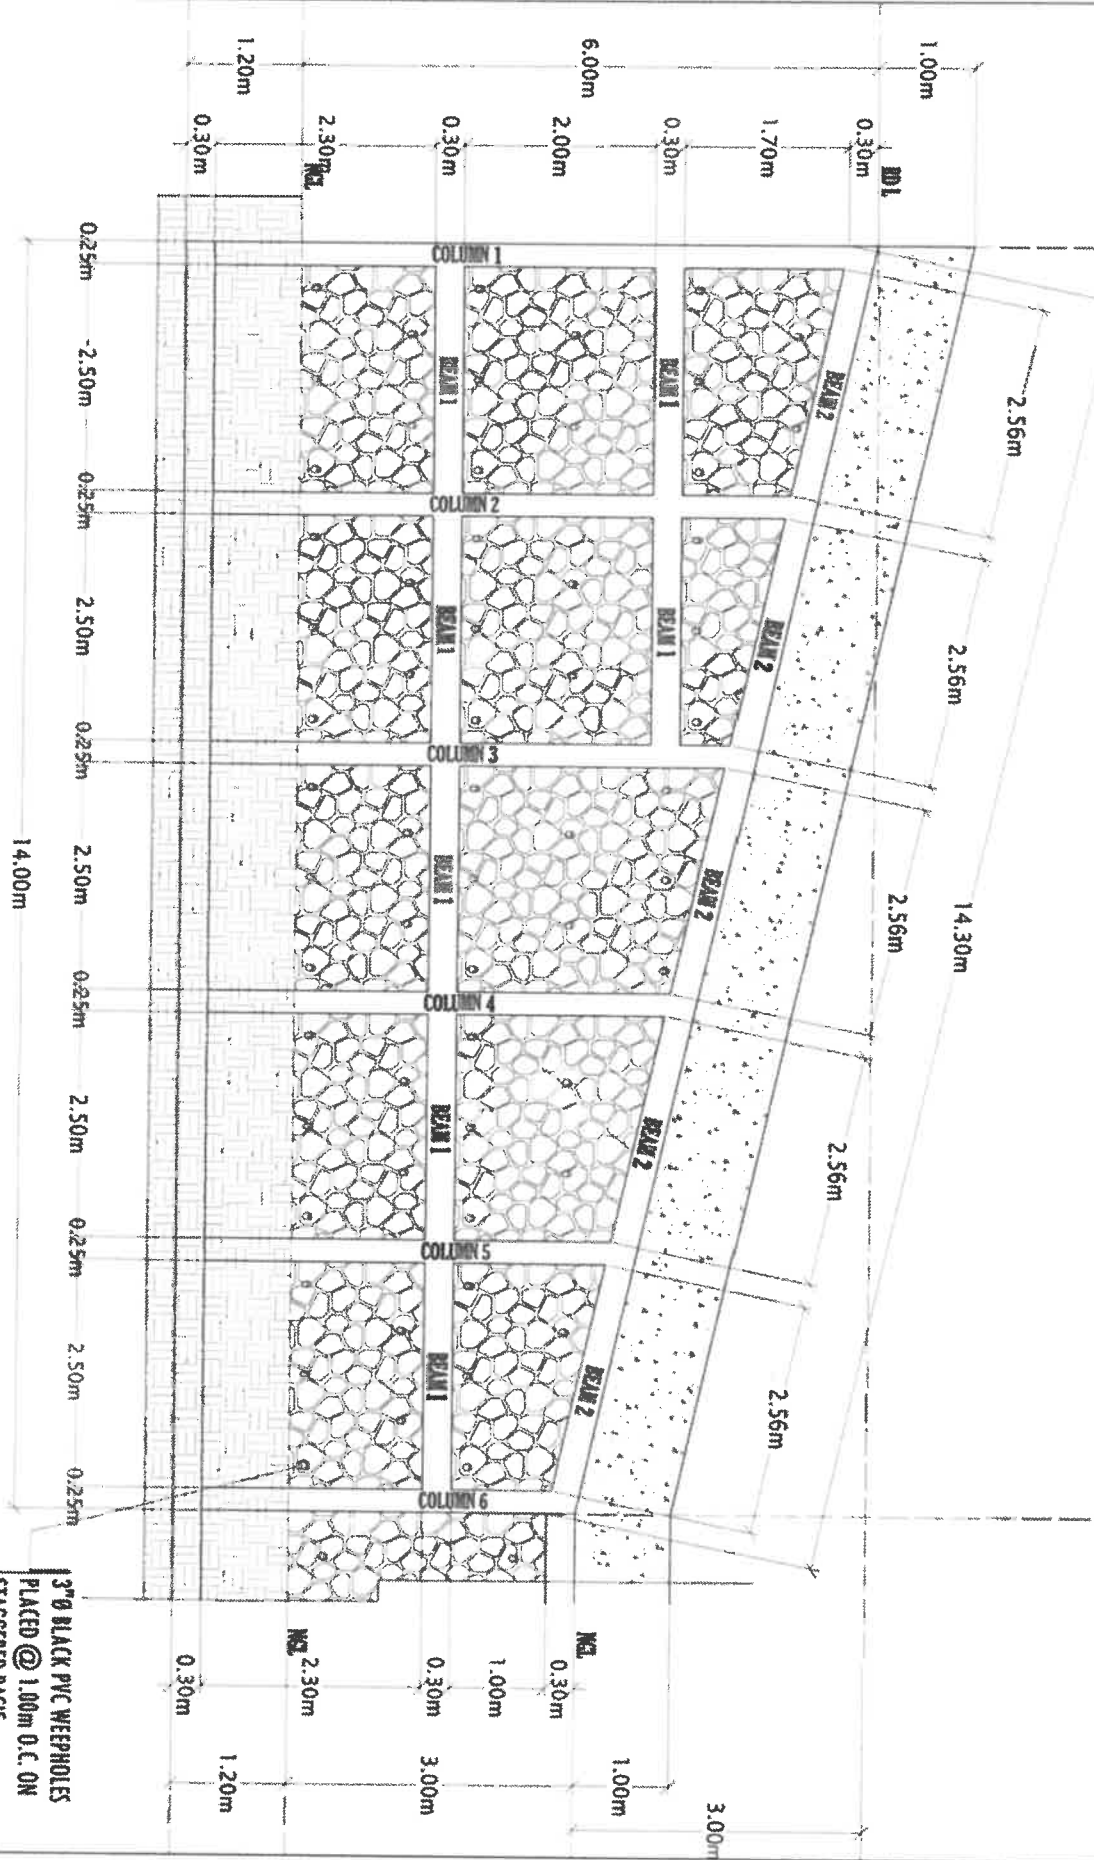 1.00m
6.00m
1.20m
0.30m
1.70m
0.30m
2.00m
0.30m
2.30m
0.30m
NGL
COLUMN 1
COLUMN 2
COLUMN 3
COLUMN 4
COLUMN 5
COLUMN 6
BEAM 1
BEAM 1
BEAM 2
BEAM 1
BEAM 1
BEAM 2
BEAM 1
BEAM 2
BEAM 1
BEAM 2
BEAM 1
BEAM 2
2.56m
2.56m
2.56m
2.56m
2.56m
14.30m
0.25m
2.50m
0.25m
2.50m
0.25m
2.50m
0.25m
2.50m
0.25m
2.50m
0.25m
14.00m
NGL
NGL
0.30m
1.00m
0.30m
2.30m
0.30m
1.00m
3.00m
1.20m
3.00m
3"Ø BLACK PVC WEEPHOLES
PLACED @ 1.00m O.C. ON